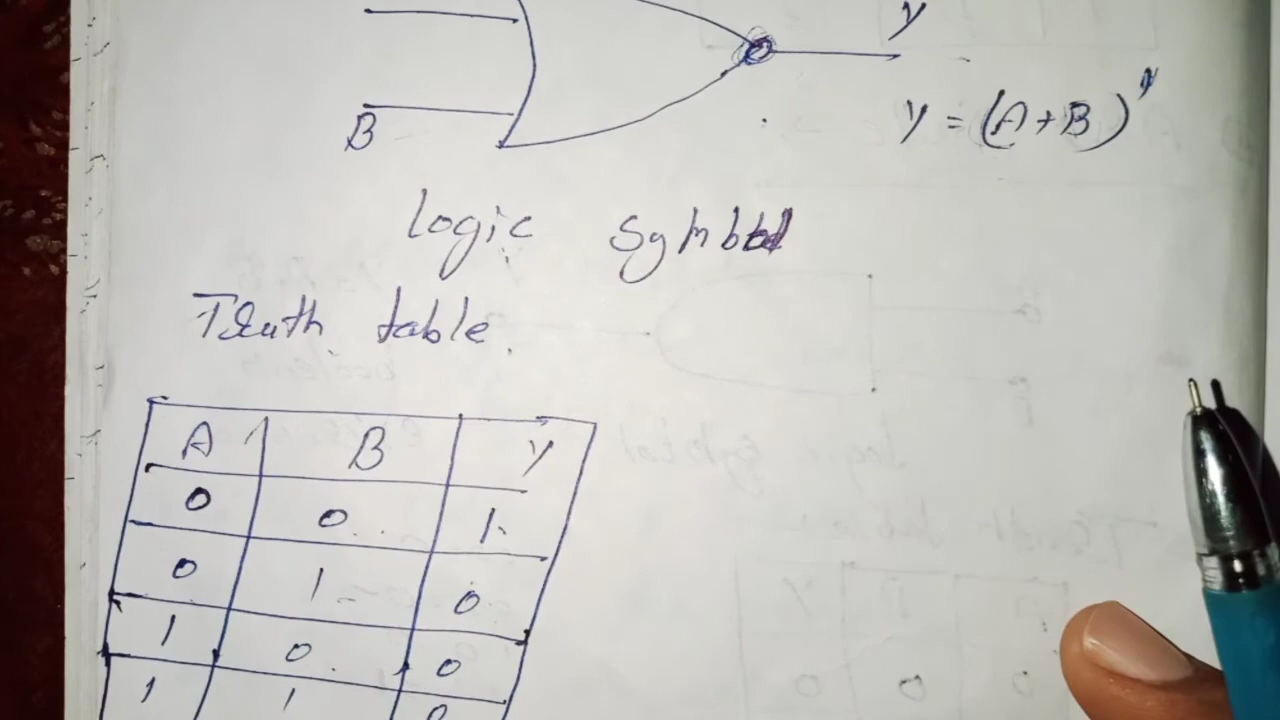 Y
B
Y = (A+B)'
Logic Symbol
Truth table.
A B Y
0 0 1
0 1 0
1 0 0
1 1 0